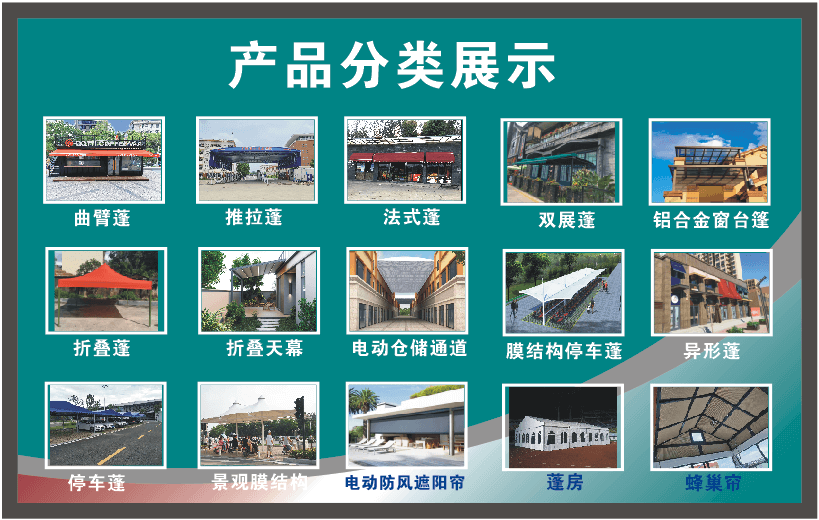 产品分类展示
曲臂蓬
推拉蓬
法式蓬
双展蓬
铝合金窗台篷
折叠蓬
折叠天幕
电动仓储通道
膜结构停车蓬
异形蓬
停车蓬
景观膜结构
电动防风遮阳帘
蓬房
蜂巢帘